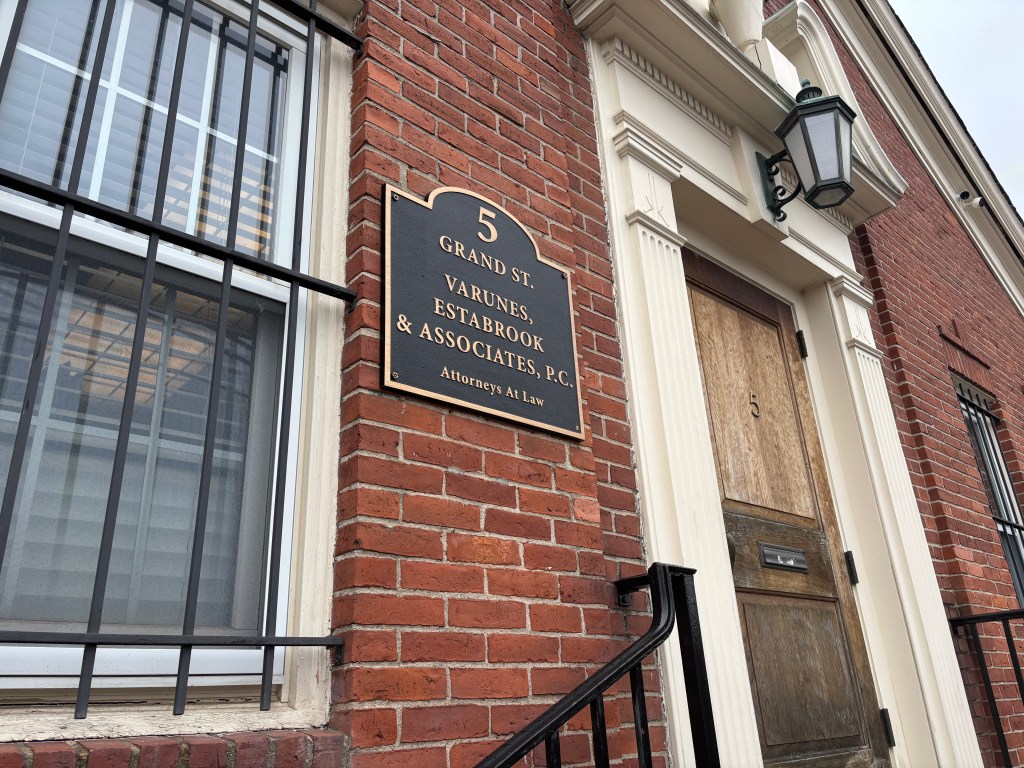 5
GRAND ST.
VARUNES,
ESTABROOK
& ASSOCIATES, P.C.
Attorneys At Law
5